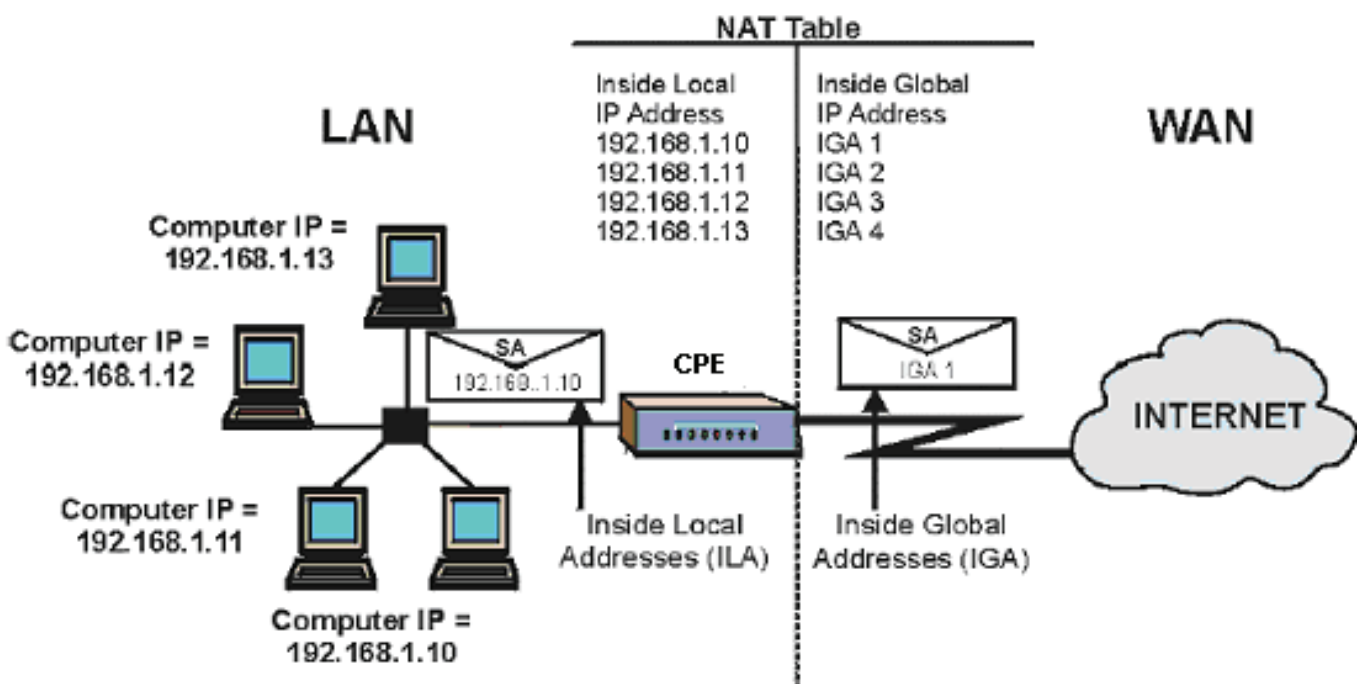 NAT Table
Inside Local
IP Address
192.168.1.10
192.168.1.11
192.168.1.12
192.168.1.13
Inside Global
IP Address
IGA 1
IGA 2
IGA 3
IGA 4
LAN
WAN
Computer IP =
192.168.1.13
Computer IP =
192.168.1.12
SA
192.168..1.10
CPE
SA
IGA 1
INTERNET
Computer IP =
192.168.1.11
Inside Local
Addresses (ILA)
Inside Global
Addresses (IGA)
Computer IP =
192.168.1.10